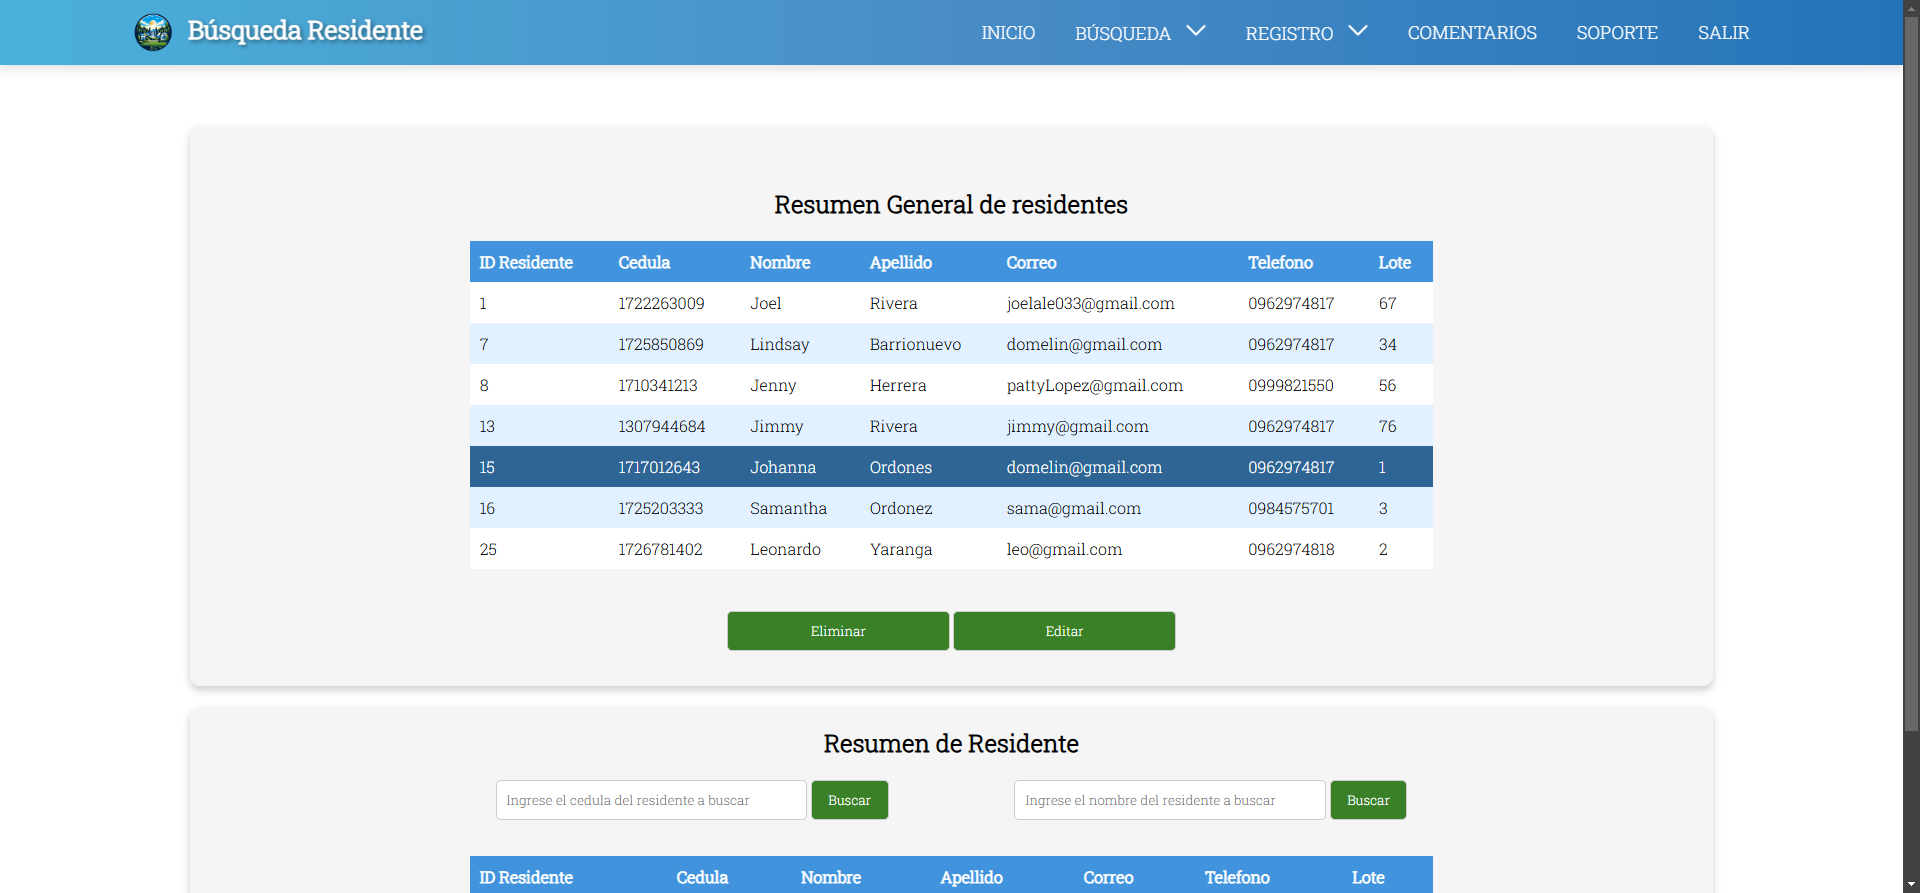 Búsqueda Residente
INICIO BÚSQUEDA REGISTRO COMENTARIOS SOPORTE SALIR
Resumen General de residentes
ID Residente Cedula Nombre Apellido Correo Telefono Lote
1 1722263009 Joel Rivera joelale033@gmail.com 0962974817 67
7 1725850869 Lindsay Barrionuevo domelin@gmail.com 0962974817 34
8 1710341213 Jenny Herrera pattyLopez@gmail.com 0999821550 56
13 1307944684 Jimmy Rivera jimmy@gmail.com 0962974817 76
15 1717012643 Johanna Ordones domelin@gmail.com 0962974817 1
16 1725203333 Samantha Ordonez sama@gmail.com 0984575701 3
25 1726781402 Leonardo Yaranga leo@gmail.com 0962974818 2
Eliminar Editar
Resumen de Residente
Ingrese el cedula del residente a buscar Buscar Ingrese el nombre del residente a buscar Buscar
ID Residente Cedula Nombre Apellido Correo Telefono Lote